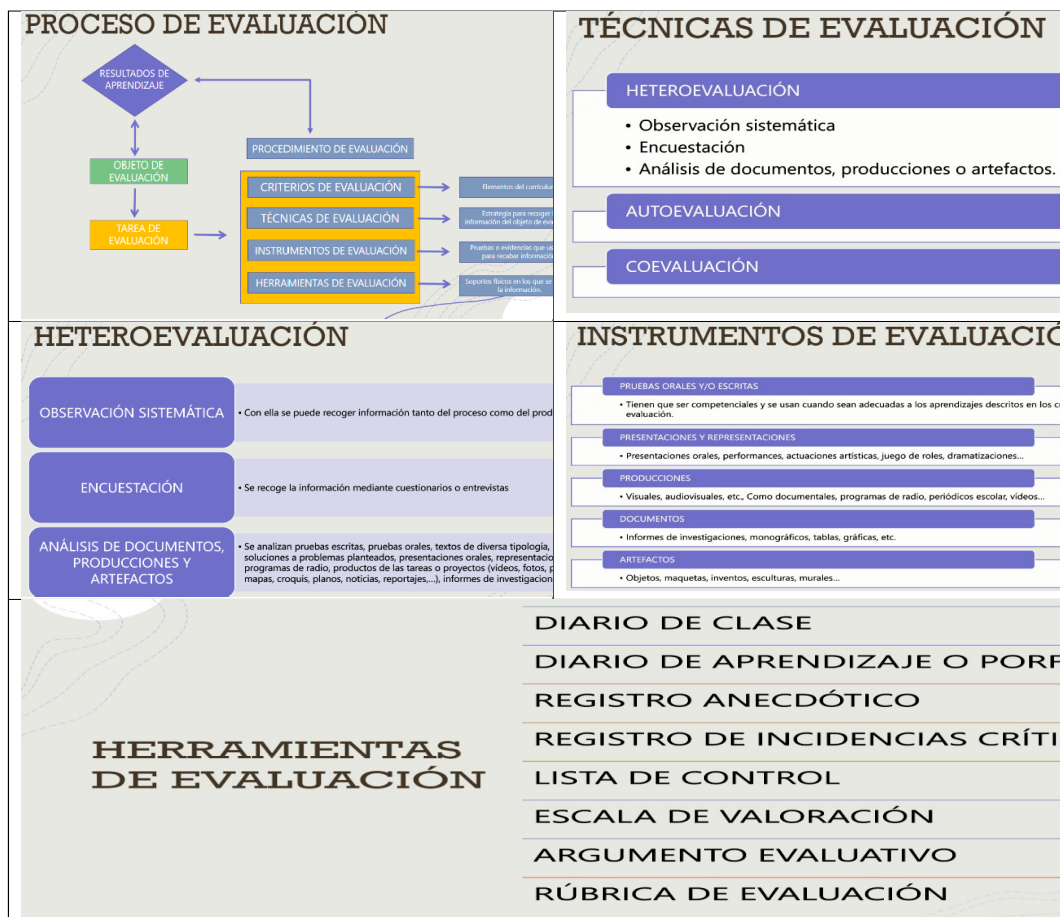 PROCESO DE EVALUACIÓN
RESULTADOS DE
APRENDIZAJE
OBJETO DE
EVALUACIÓN
TAREA DE
EVALUACIÓN
PROCEDIMIENTO DE EVALUACIÓN
CRITERIOS DE EVALUACIÓN
Elementos del currículum
TÉCNICAS DE EVALUACIÓN
Estrategia para recoger
información del objeto de
INSTRUMENTOS DE EVALUACIÓN
Pruebas o evidencias que
para recabar información
HERRAMIENTAS DE EVALUACIÓN
Soportes físicos en los que se
la información.
TÉCNICAS DE EVALUACIÓN
HETEROEVALUACIÓN
• Observación sistemática
• Encuestación
• Análisis de documentos, producciones o artefactos.
AUTOEVALUACIÓN
COEVALUACIÓN
HETEROEVALUACIÓN
OBSERVACIÓN SISTEMÁTICA
• Con ella se puede recoger información tanto del proceso como del prod
ENCUESTACIÓN
• Se recoge la información mediante cuestionarios o entrevistas
ANÁLISIS DE DOCUMENTOS,
PRODUCCIONES Y
ARTEFACTOS
• Se analizan pruebas escritas, pruebas orales, textos de diversa tipología,
soluciones a problemas planteados, presentaciones orales, representacio
programas de radio, productos de las tareas o proyectos (vídeos, fotos, p
mapas, croquis, planos, noticias, reportajes,...), informes de investigacion
INSTRUMENTOS DE EVALUACIÓ
PRUEBAS ORALES Y/O ESCRITAS
• Tienen que ser competenciales y se usan cuando sean adecuadas a los aprendizajes descritos en los c
evaluación.
PRESENTACIONES Y REPRESENTACIONES
• Presentaciones orales, performances, actuaciones artísticas, juego de roles, dramatizaciones...
PRODUCCIONES
• Visuales, audiovisuales, etc., Como documentales, programas de radio, periódicos escolar, vídeos...
DOCUMENTOS
• Informes de investigaciones, monográficos, tablas, gráficas, etc.
ARTEFACTOS
• Objetos, maquetas, inventos, esculturas, murales...
HERRAMIENTAS
DE EVALUACIÓN
DIARIO DE CLASE
DIARIO DE APRENDIZAJE O PORF
REGISTRO ANECDÓTICO
REGISTRO DE INCIDENCIAS CRÍTI
LISTA DE CONTROL
ESCALA DE VALORACIÓN
ARGUMENTO EVALUATIVO
RÚBRICA DE EVALUACIÓN